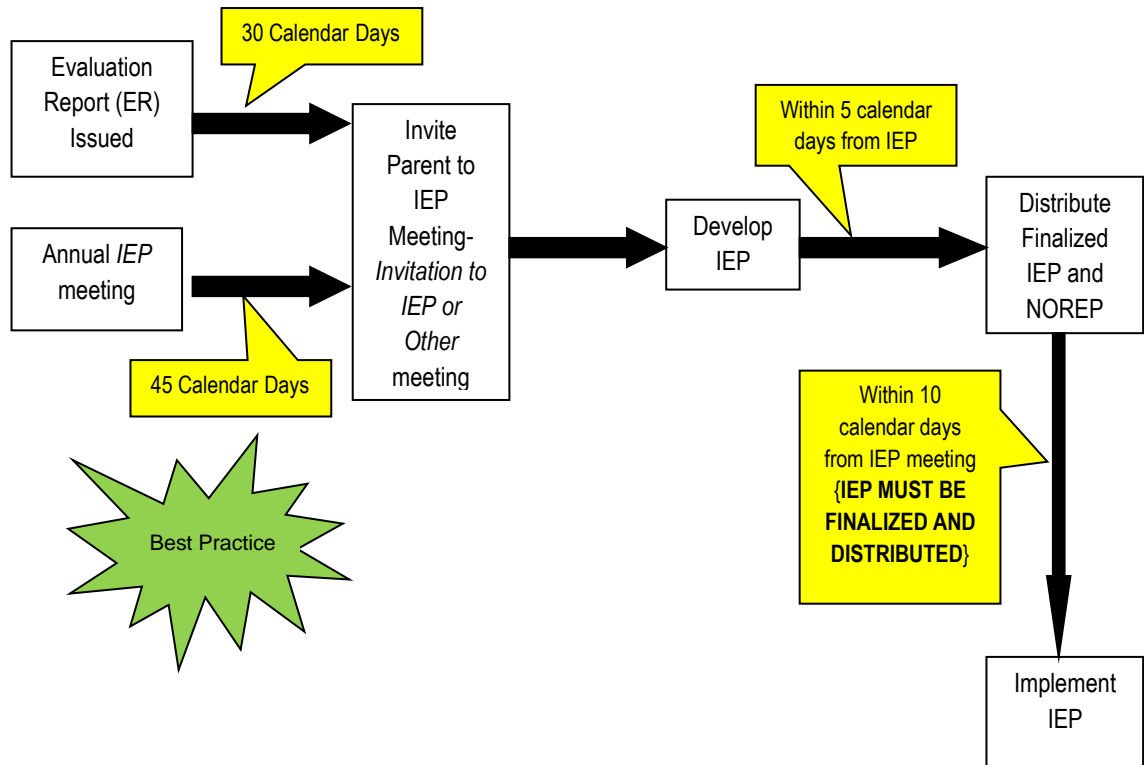 30 Calendar Days
Evaluation
Report (ER)
Issued
Annual IEP
meeting
45 Calendar Days
Best Practice
Invite
Parent to
IEP
Meeting-
Invitation to
IEP or
Other
meeting
Develop
IEP
Within 5 calendar
days from IEP
Distribute
Finalized
IEP and
NOREP
Within 10
calendar days
from IEP meeting
{IEP MUST BE
FINALIZED AND
DISTRIBUTED}
Implement
IEP